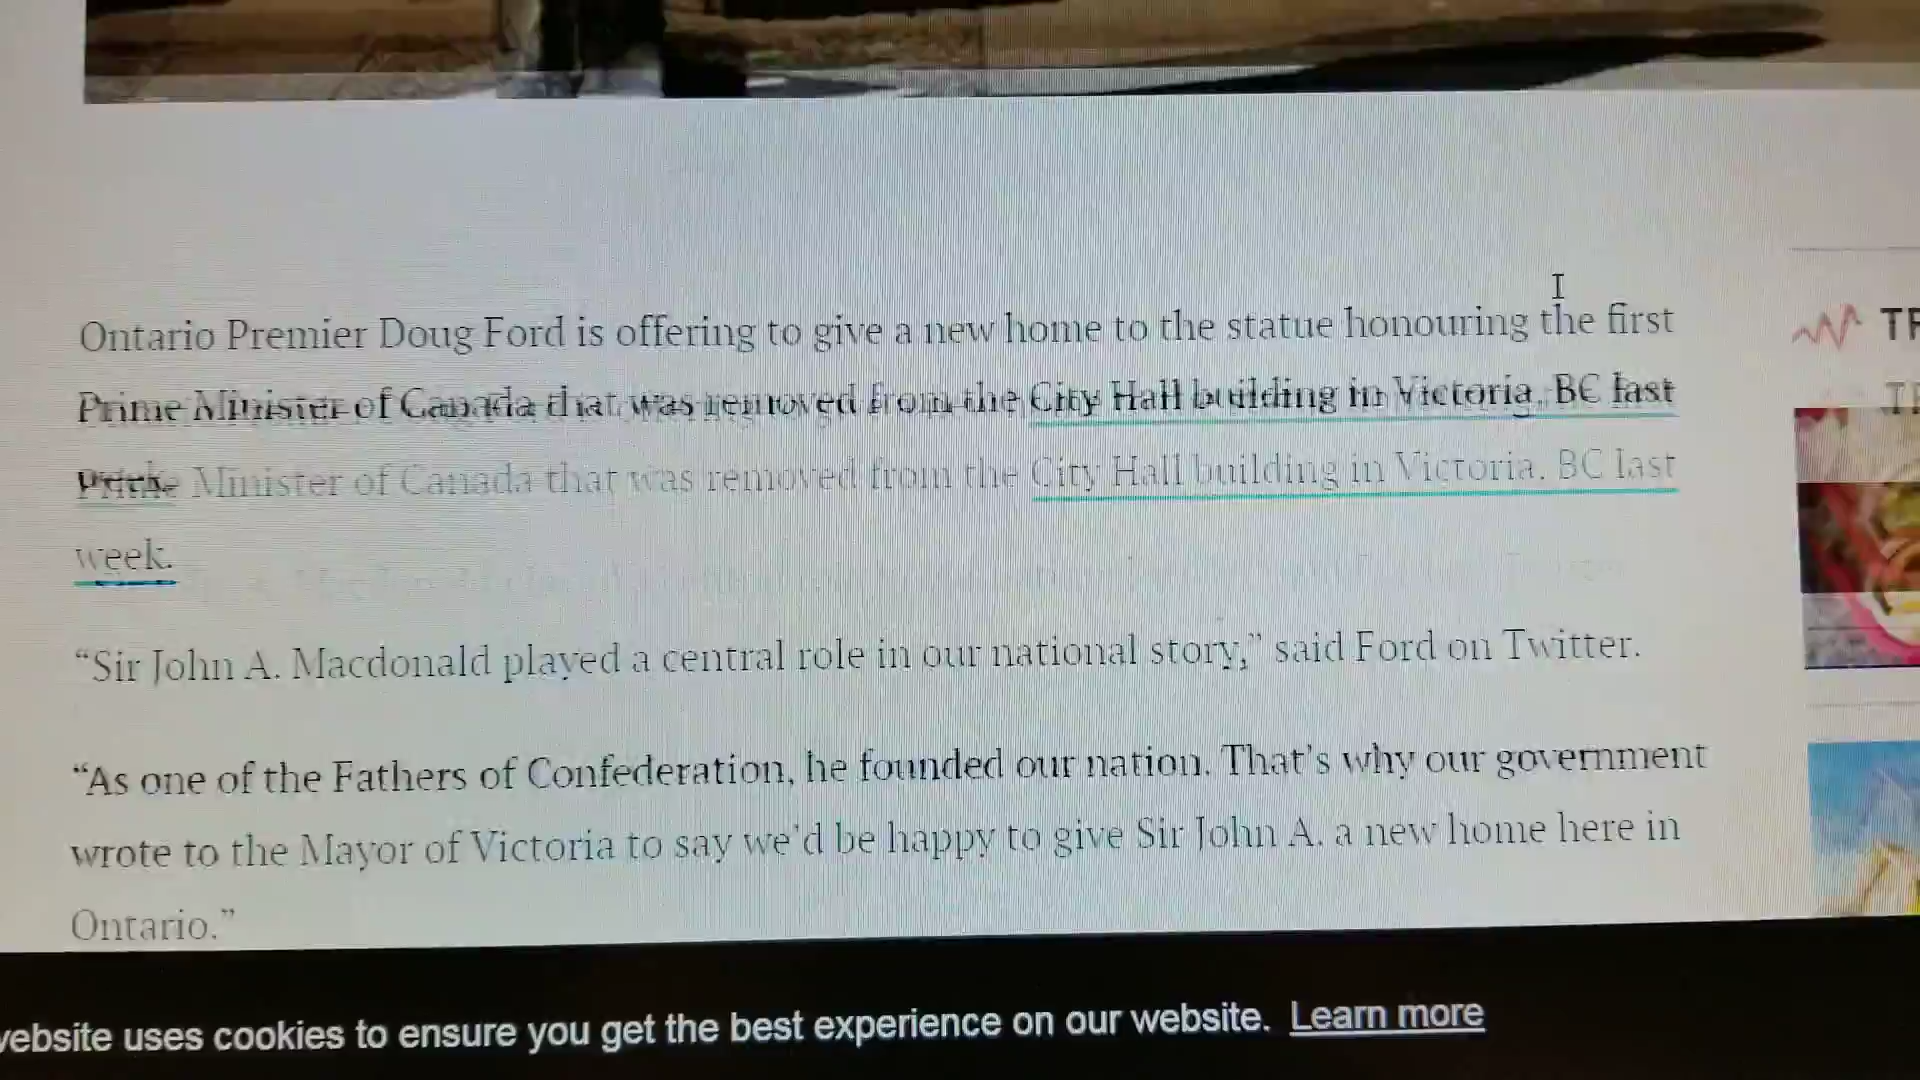 Ontario Premier Doug Ford is offering to give a new home to the statue honouring the first
Prime Minister of Canada that was removed from the City Hall building in Victoria, BC last
Prime Minister of Canada that was removed from the City Hall building in Victoria, BC last
week.
“Sir John A. Macdonald played a central role in our national story,” said Ford on Twitter.
“As one of the Fathers of Confederation, he founded our nation. That’s why our government
wrote to the Mayor of Victoria to say we’d be happy to give Sir John A. a new home here in
Ontario.”
website uses cookies to ensure you get the best experience on our website. Learn more